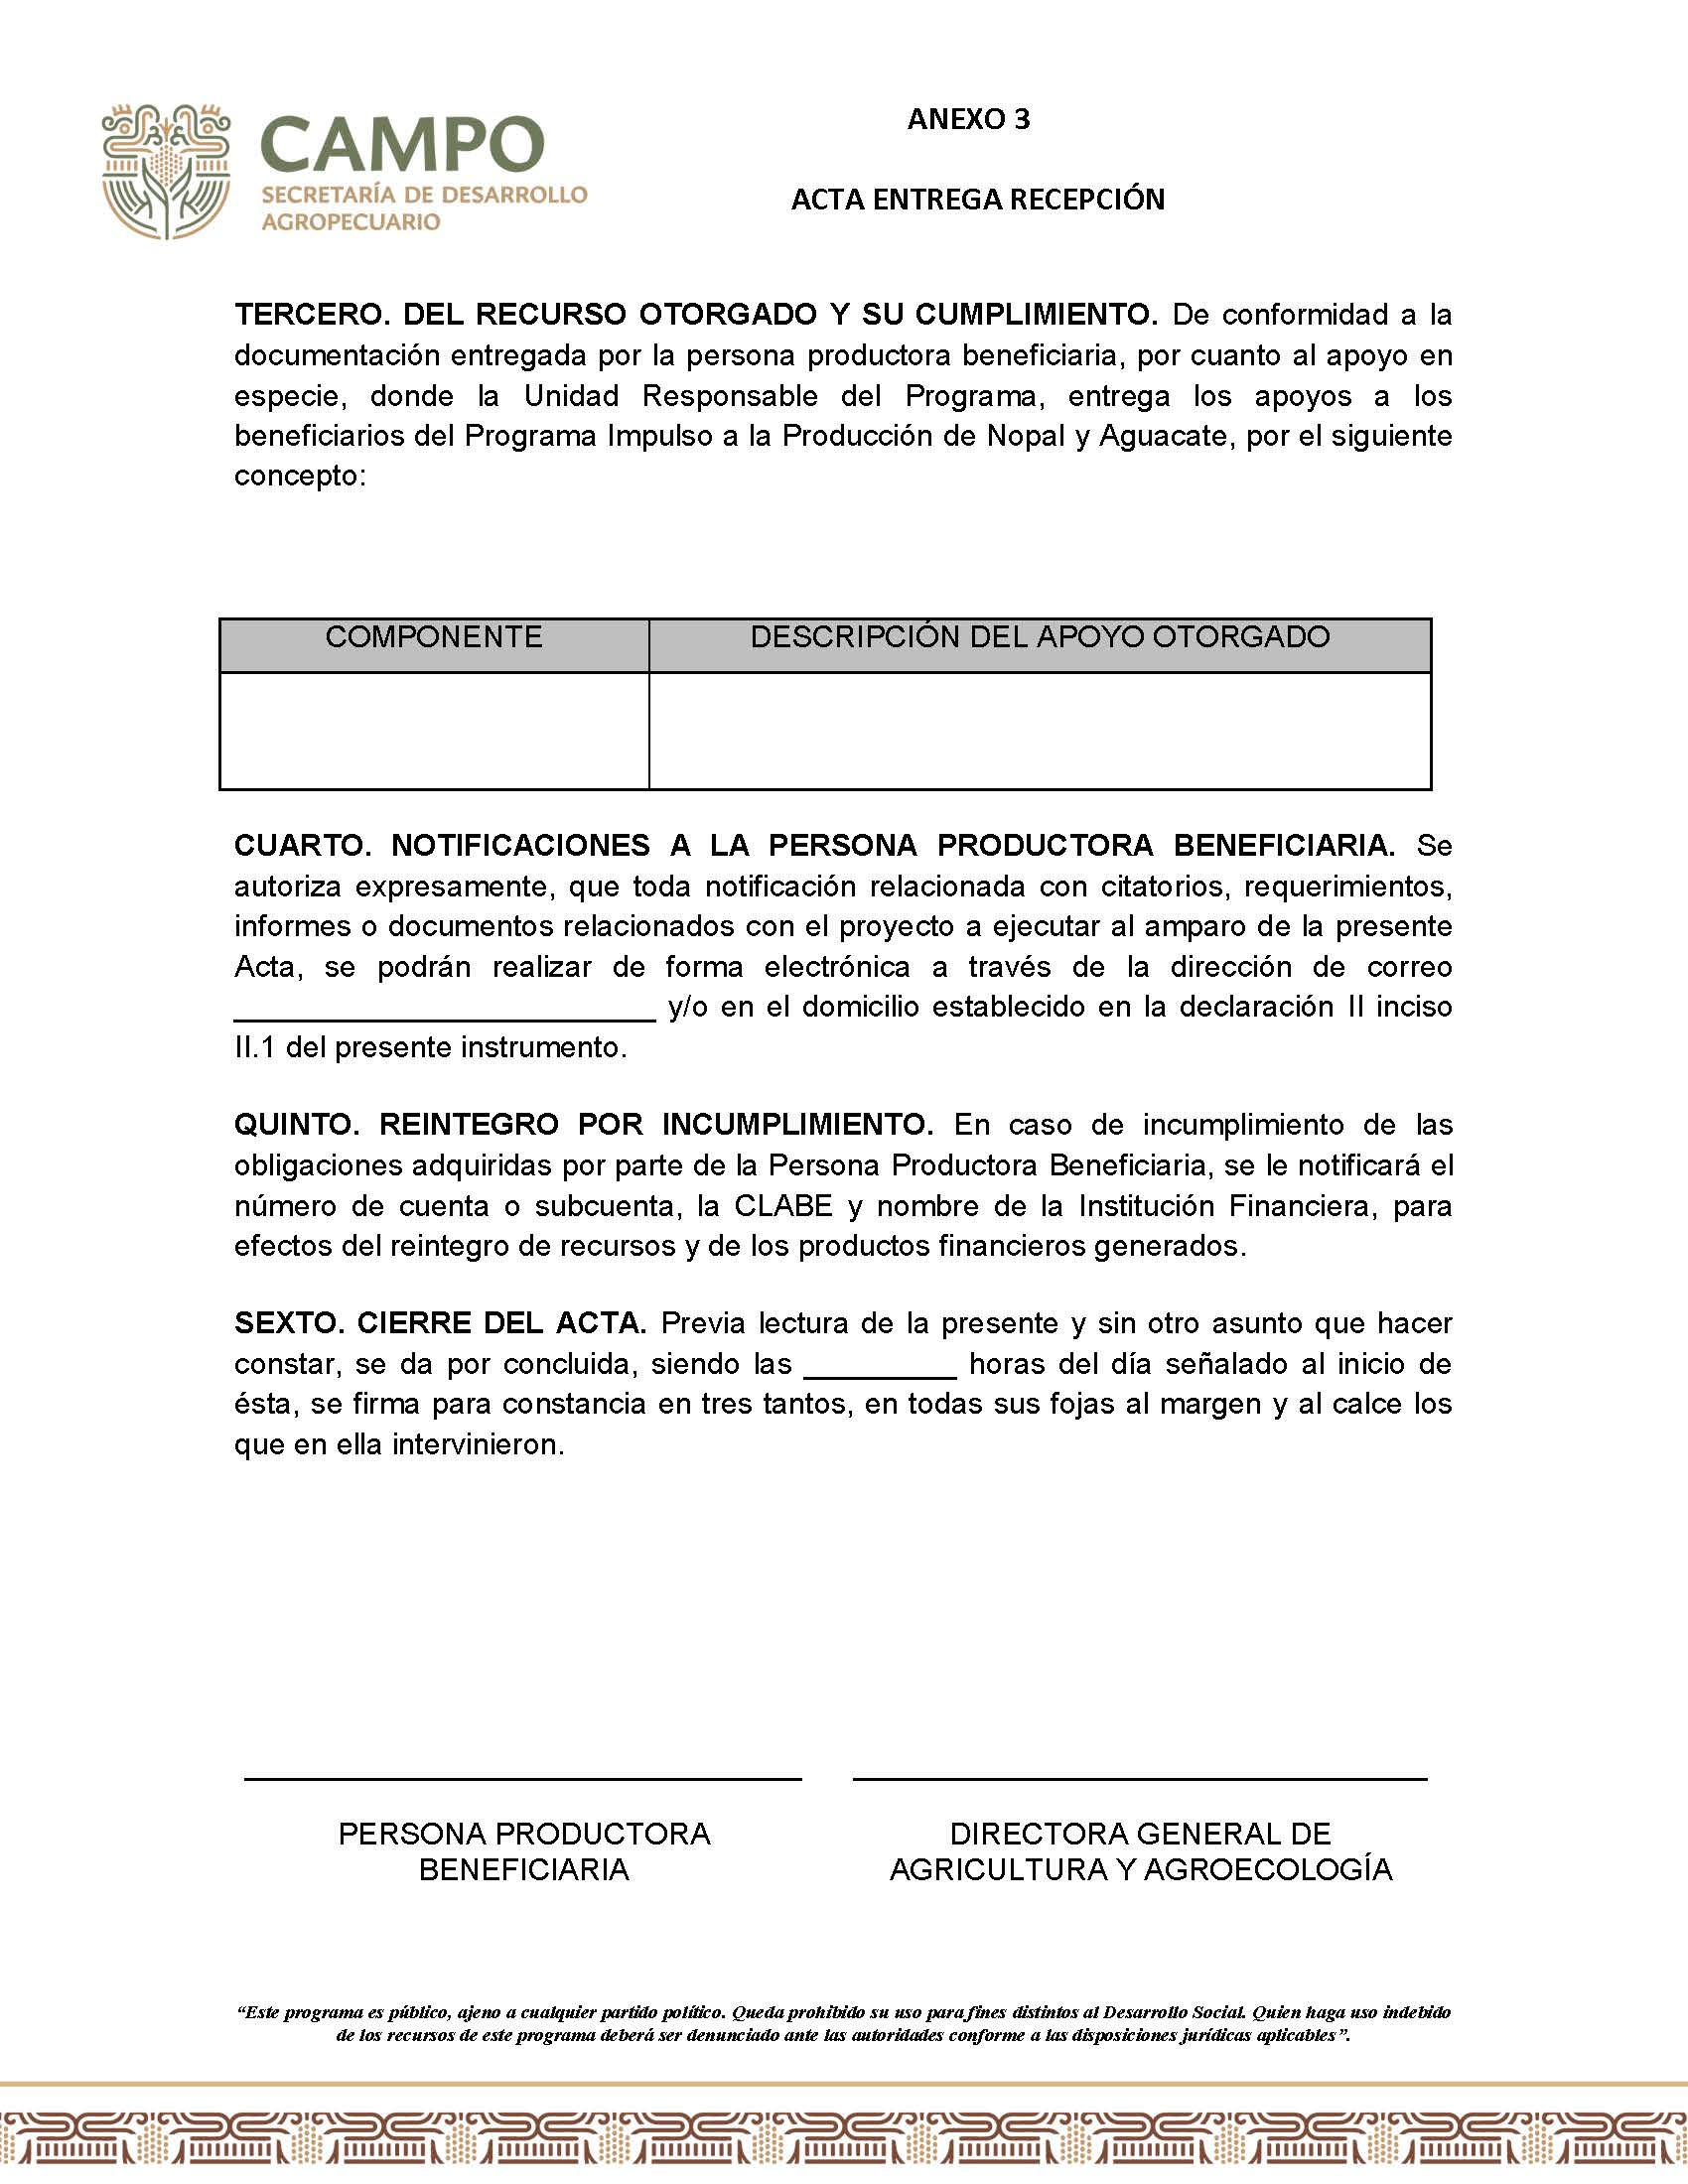 CAMPO
SECRETARÍA DE DESARROLLO
AGROPECUARIO
ANEXO 3
ACTA ENTREGA RECEPCIÓN
TERCERO. DEL RECURSO OTORGADO Y SU CUMPLIMIENTO. De conformidad a la
documentación entregada por la persona productora beneficiaria, por cuanto al apoyo en
especie, donde la Unidad Responsable del Programa, entrega los apoyos a los
beneficiarios del Programa Impulso a la Producción de Nopal y Aguacate, por el siguiente
concepto:
COMPONENTE
DESCRIPCIÓN DEL APOYO OTORGADO
CUARTO. NOTIFICACIONES A LA PERSONA PRODUCTORA BENEFICIARIA. Se
autoriza expresamente, que toda notificación relacionada con citatorios, requerimientos,
informes o documentos relacionados con el proyecto a ejecutar al amparo de la presente
Acta, se podrán realizar de forma electrónica a través de la dirección de correo
_________________________ y/o en el domicilio establecido en la declaración II inciso
II.1 del presente instrumento.
QUINTO. REINTEGRO POR INCUMPLIMIENTO. En caso de incumplimiento de las
obligaciones adquiridas por parte de la Persona Productora Beneficiaria, se le notificará el
número de cuenta o subcuenta, la CLABE y nombre de la Institución Financiera, para
efectos del reintegro de recursos y de los productos financieros generados.
SEXTO. CIERRE DEL ACTA. Previa lectura de la presente y sin otro asunto que hacer
constar, se da por concluida, siendo las _________ horas del día señalado al inicio de
ésta, se firma para constancia en tres tantos, en todas sus fojas al margen y al calce los
que en ella intervinieron.
PERSONA PRODUCTORA
BENEFICIARIA
DIRECTORA GENERAL DE
AGRICULTURA Y AGROECOLOGÍA
“Este programa es público, ajeno a cualquier partido político. Queda prohibido su uso para fines distintos al Desarrollo Social. Quien haga uso indebido
de los recursos de este programa deberá ser denunciado ante las autoridades conforme a las disposiciones jurídicas aplicables”.